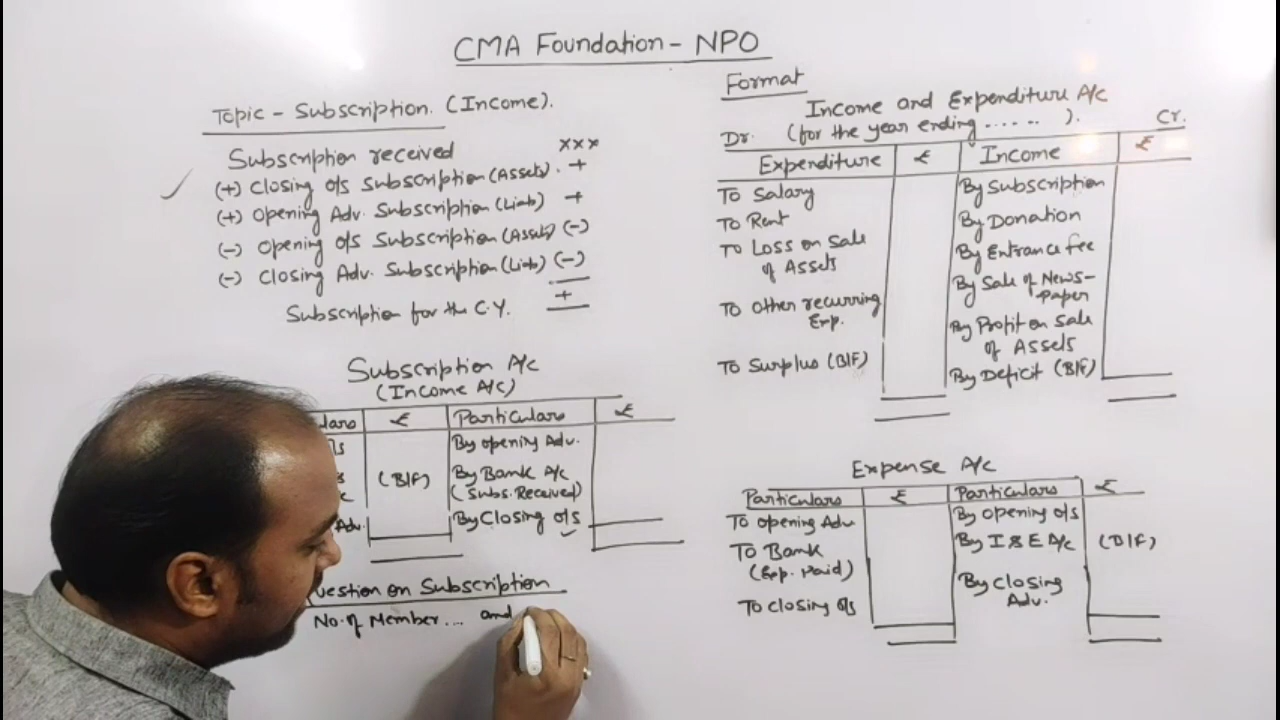 CMA Foundation - NPO
Topic - Subscription. (Income).
Subscription received xxx
(+) Closing o/s Subscription (Assets). +
(+) Opening Adv. Subscription (Liab) +
(-) Opening o/s Subscription (Assets) (-)
(-) Closing Adv. Subscription (Liab) (-)
Subscription for the C.Y. +
Subscription A/c
(Income A/c)
lars ₹ Particulars ₹
By opening Adv.
(B/F) By Bank A/c
(Subs. Received)
Adv. By Closing o/s
uestion on Subscription
No. of Member.... and
Format
Income and Expenditure A/c
Dr. (for the year ending ...... ). Cr.
Expenditure ₹ Income ₹
To Salary By Subscription
To Rent By Donation
To Loss on Sale By Entrance fee
of Assets By Sale of News-
Paper
To Other recurring By Profit on Sale
Exp. of Assets
To Surplus (B/F) By Deficit (B/F)
Expense A/c
Particulars ₹ Particulars ₹
To opening Adv By opening o/s
To Bank By I & E A/c (B/F)
(Exp. Paid) By Closing
To closing o/s Adv.